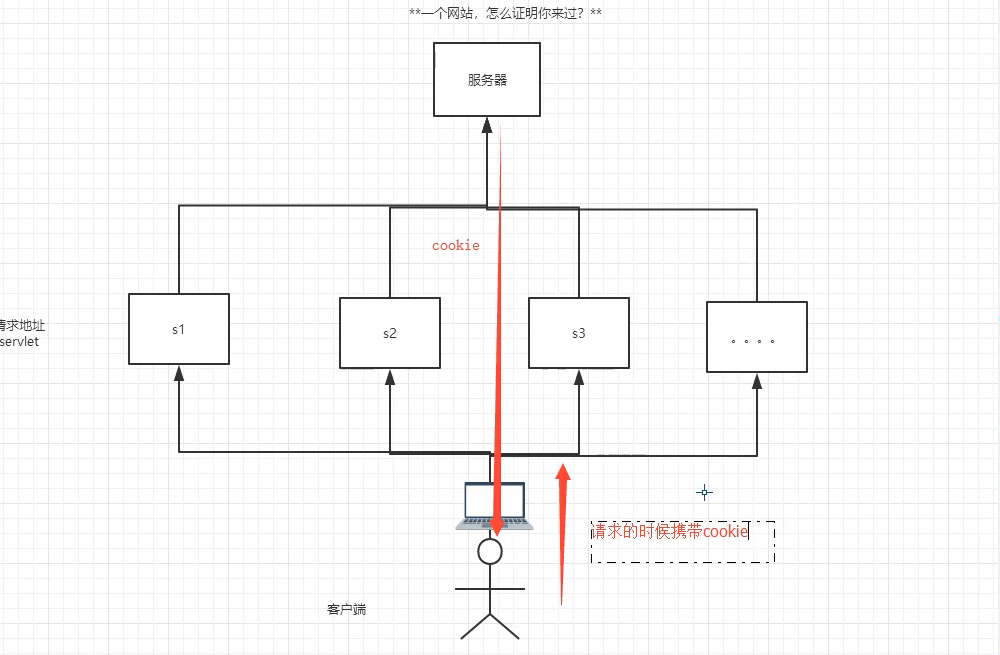 **一个网站，怎么证明你来过？**
服务器
cookie
s1
s2
s3
。。。。
请求地址
servlet
请求的时候携带cookie
客户端